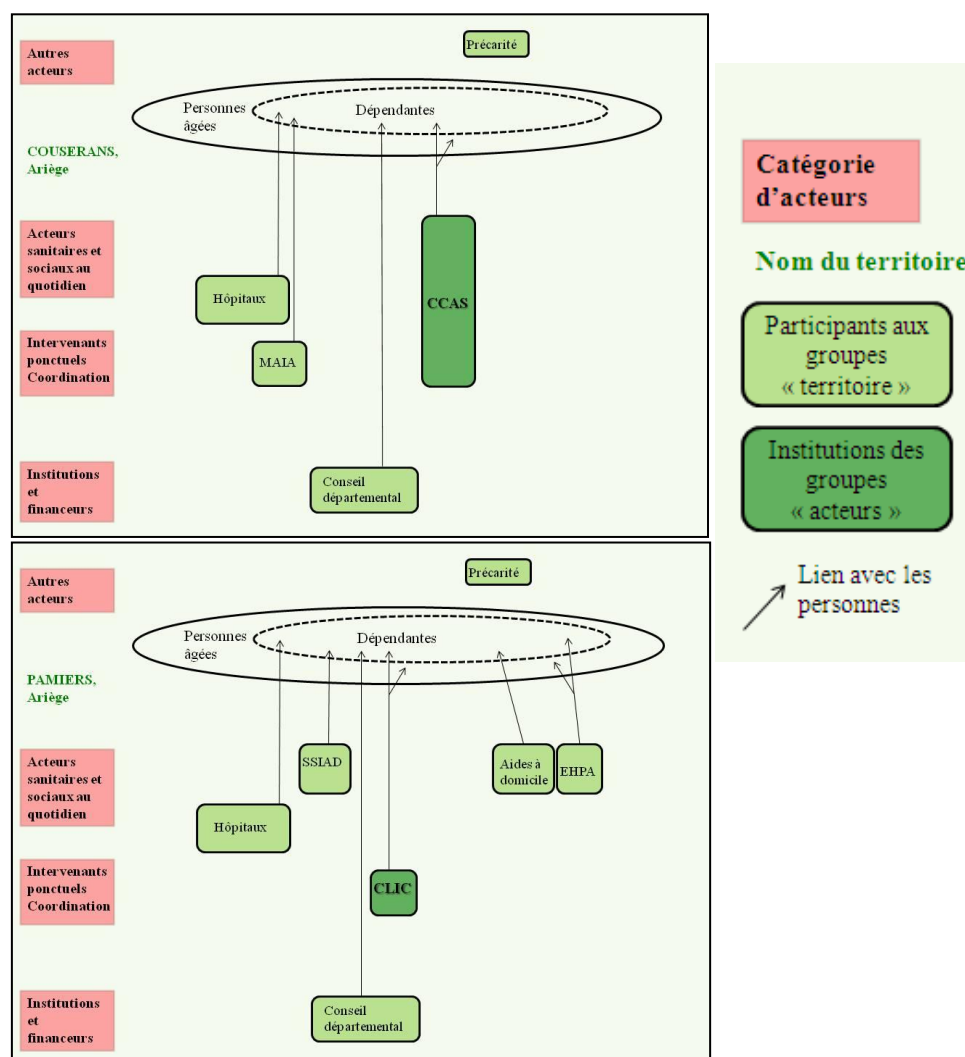 Précarité
Autres
acteurs
Personnes
âgées
Dépendantes
COUSERANS,
Ariège
Acteurs
sanitaires et
sociaux au
quotidien
Hôpitaux
CCAS
Intervenants
ponctuels
Coordination
MAIA
Institutions
et
financeurs
Conseil
départemental
Précarité
Autres
acteurs
Personnes
âgées
Dépendantes
PAMIERS,
Ariège
Acteurs
sanitaires et
sociaux au
quotidien
SSIAD
Aides à
domicile
EHPA
Hôpitaux
Intervenants
ponctuels
Coordination
CLIC
Institutions
et
financeurs
Conseil
départemental
Catégorie
d’acteurs
Nom du territoire
Participants aux
groupes
« territoire »
Institutions des
groupes
« acteurs »
Lien avec les
personnes